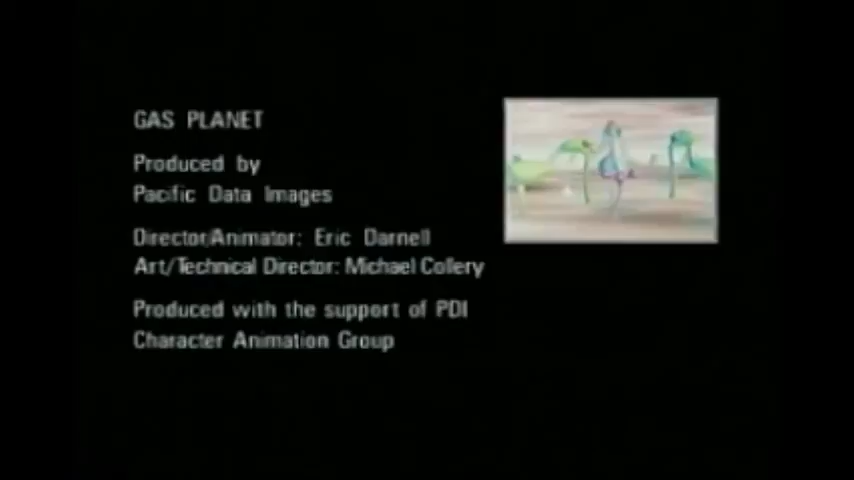 GAS PLANET
Produced by
Pacific Data Images
Director/Animator: Eric Darnell
Art/Technical Director: Michael Collery
Produced with the support of PDI
Character Animation Group